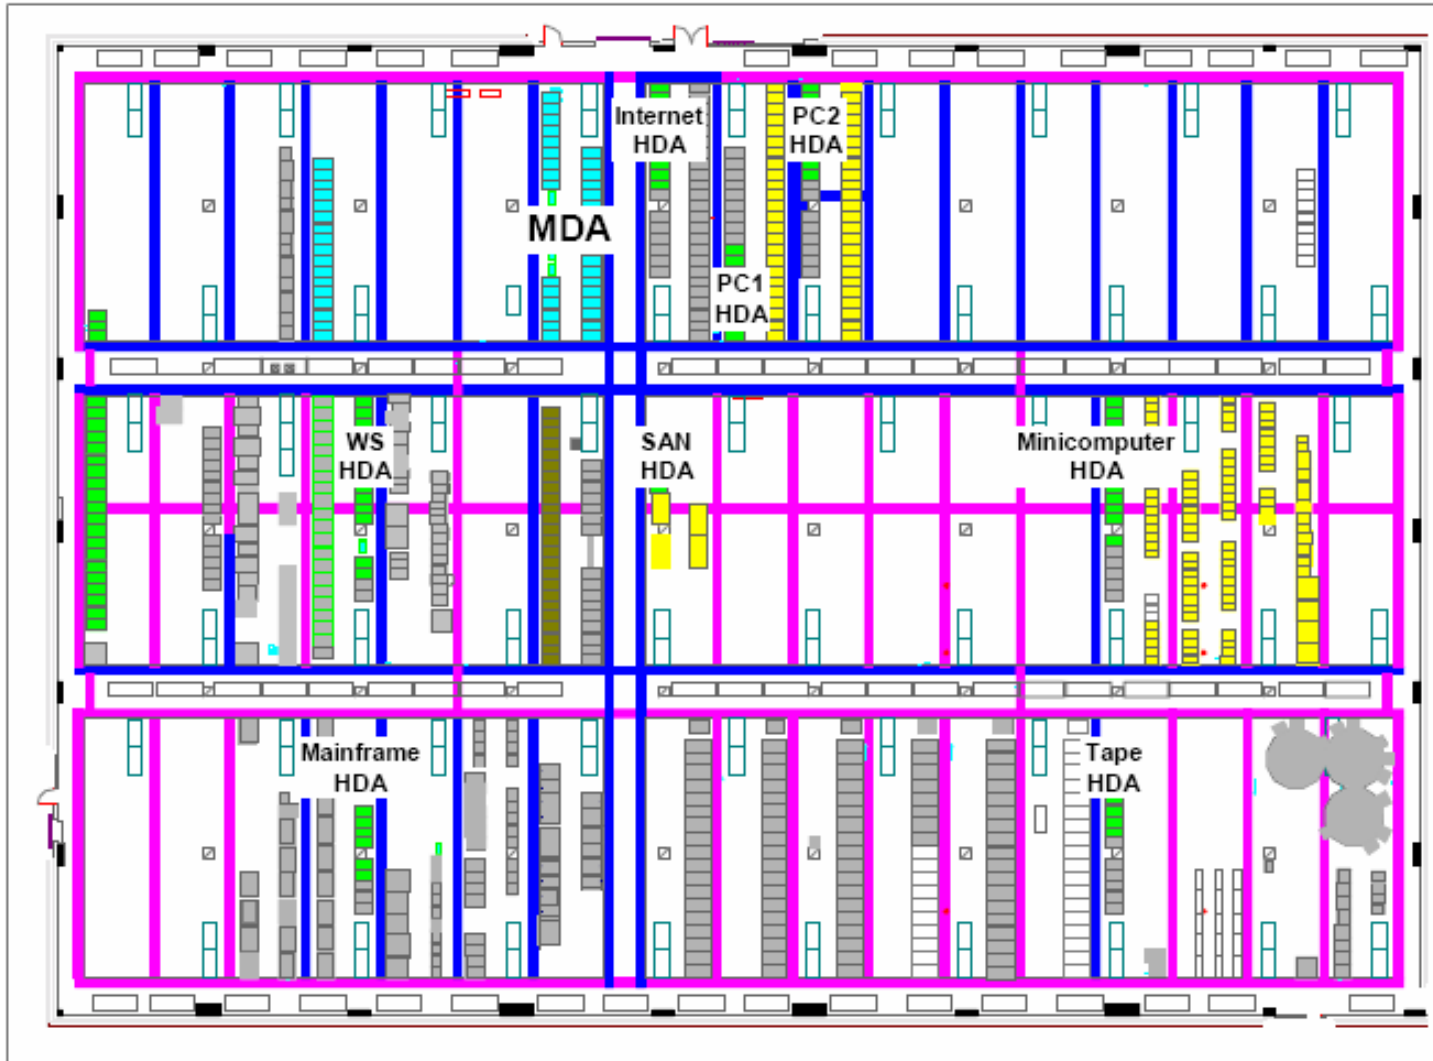 Internet
HDA
PC2
HDA
MDA
PC1
HDA
WS
HDA
SAN
HDA
Minicomputer
HDA
Mainframe
HDA
Tape
HDA